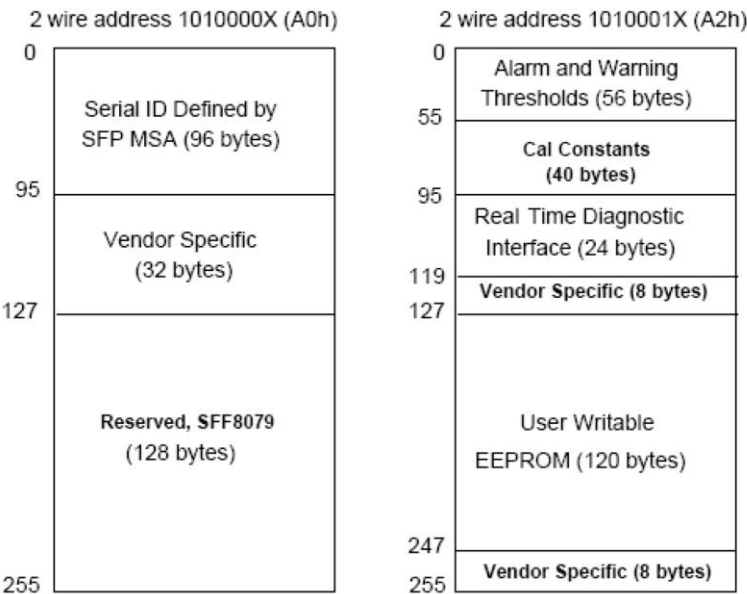 2 wire address 1010000X (A0h)
0
Serial ID Defined by
SFP MSA (96 bytes)
95
Vendor Specific
(32 bytes)
127
Reserved, SFF8079
(128 bytes)
255
2 wire address 1010001X (A2h)
0
Alarm and Warning
Thresholds (56 bytes)
55
Cal Constants
(40 bytes)
95
Real Time Diagnostic
Interface (24 bytes)
119
Vendor Specific (8 bytes)
127
User Writable
EEPROM (120 bytes)
247
Vendor Specific (8 bytes)
255